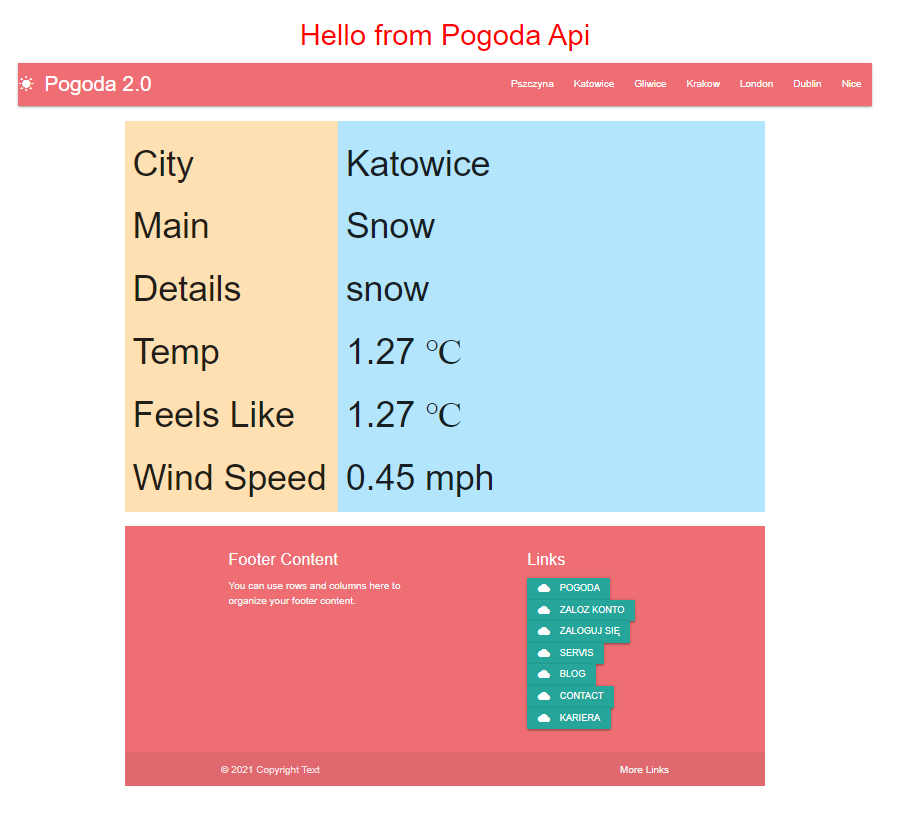 Hello from Pogoda Api
Pogoda 2.0
Pszczyna Katowice Gliwice Krakow London Dublin Nice
City Katowice
Main Snow
Details snow
Temp 1.27 ℃
Feels Like 1.27 ℃
Wind Speed 0.45 mph
Footer Content
You can use rows and columns here to
organize your footer content.
Links
POGODA
ZALOZ KONTO
ZALOGUJ SIĘ
SERVIS
BLOG
CONTACT
KARIERA
© 2021 Copyright Text
More Links